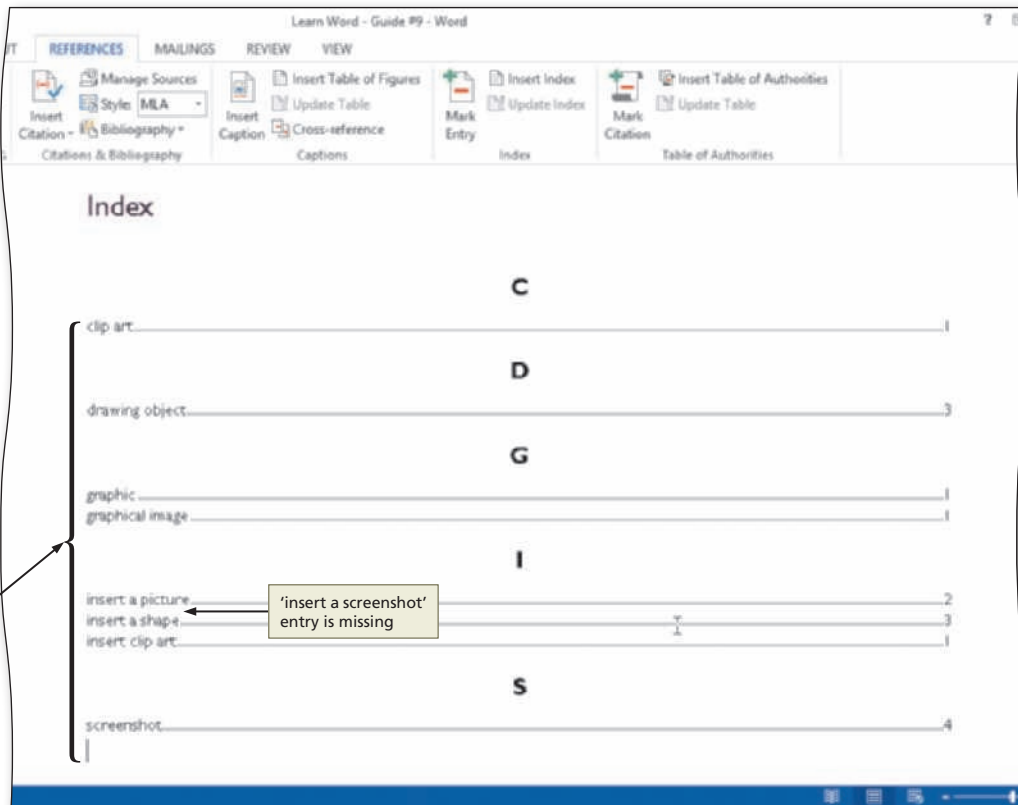 Learn Word - Guide #9 - Word ?
REFERENCES MAILINGS REVIEW VIEW
Insert Citation
Manage Sources
Style: MLA
Bibliography
Citations & Bibliography
Insert Caption
Insert Table of Figures
Update Table
Cross-reference
Captions
Mark Entry
Insert Index
Update Index
Index
Mark Citation
Insert Table of Authorities
Update Table
Table of Authorities
Index
C
clip art 1
D
drawing object 3
G
graphic 1
graphical image 1
I
insert a picture 2
insert a shape 3
insert clip art 1
'insert a screenshot'
entry is missing
S
screenshot 4